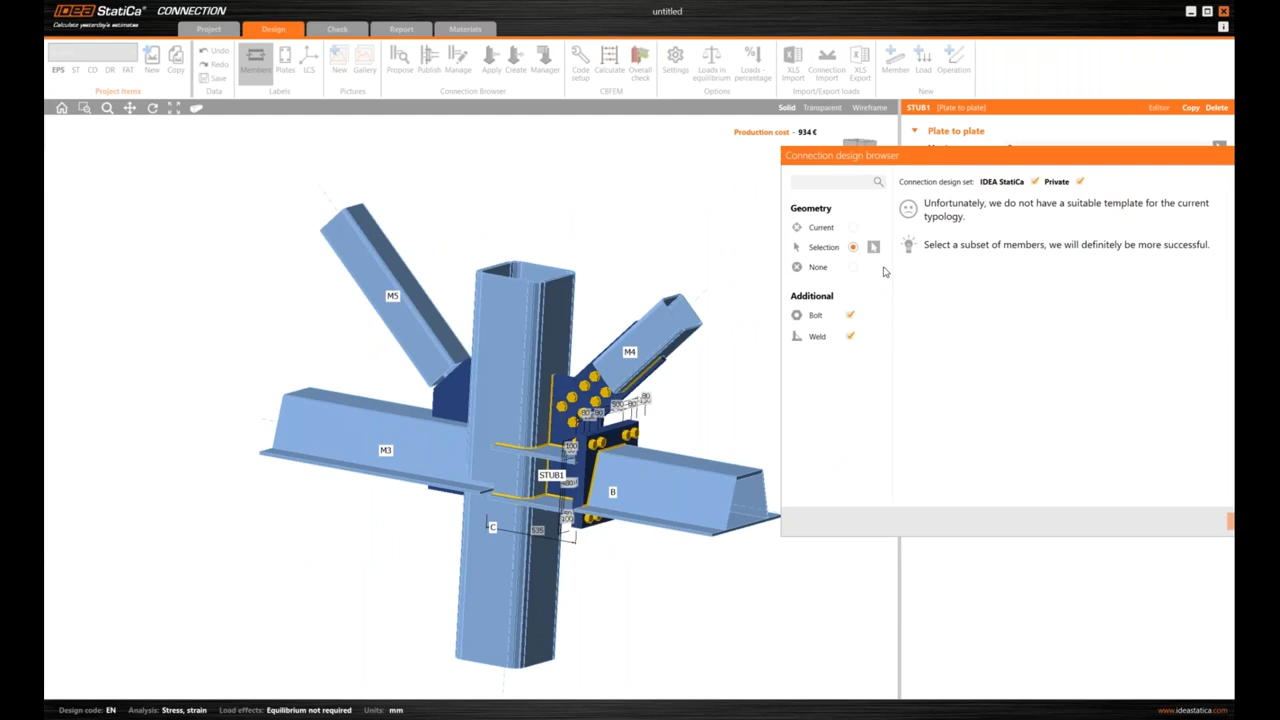 IDEA StatiCa® CONNECTION
Calculate yesterday's estimates
untitled
Project
Design
Check
Report
Materials
EPS ST CD DR FAT
New
Copy
Undo
Redo
Save
Members
Plates
LCS
New
Gallery
Propose
Publish
Manage
Apply
Create
Manager
Code setup
Calculate
Overall check
Settings
Loads in equilibrium
Loads - percentage
XLS Import
Connection Import
XLS Export
Member
Load
Operation
Project Items
Data
Labels
Pictures
Connection Browser
CBFEM
Options
Import/Export loads
New
Solid
Transparent
Wireframe
STUB1 [Plate to plate]
Editor Copy Delete
Production cost - 934 €
Plate to plate
Connection design browser
Connection design set: IDEA StatiCa Private
Geometry
Current
Selection
None
Additional
Bolt
Weld
Unfortunately, we do not have a suitable template for the current
typology.
Select a subset of members, we will definitely be more successful.
M5
M4
M3
STUB1
B
C
535
100
Design code: EN Analysis: Stress, strain Load effects: Equilibrium not required Units: mm
www.ideastatica.com